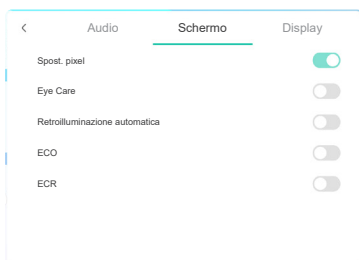 Audio Schermo Display
Spost. pixel
Eye Care
Retroilluminazione automatica
ECO
ECR